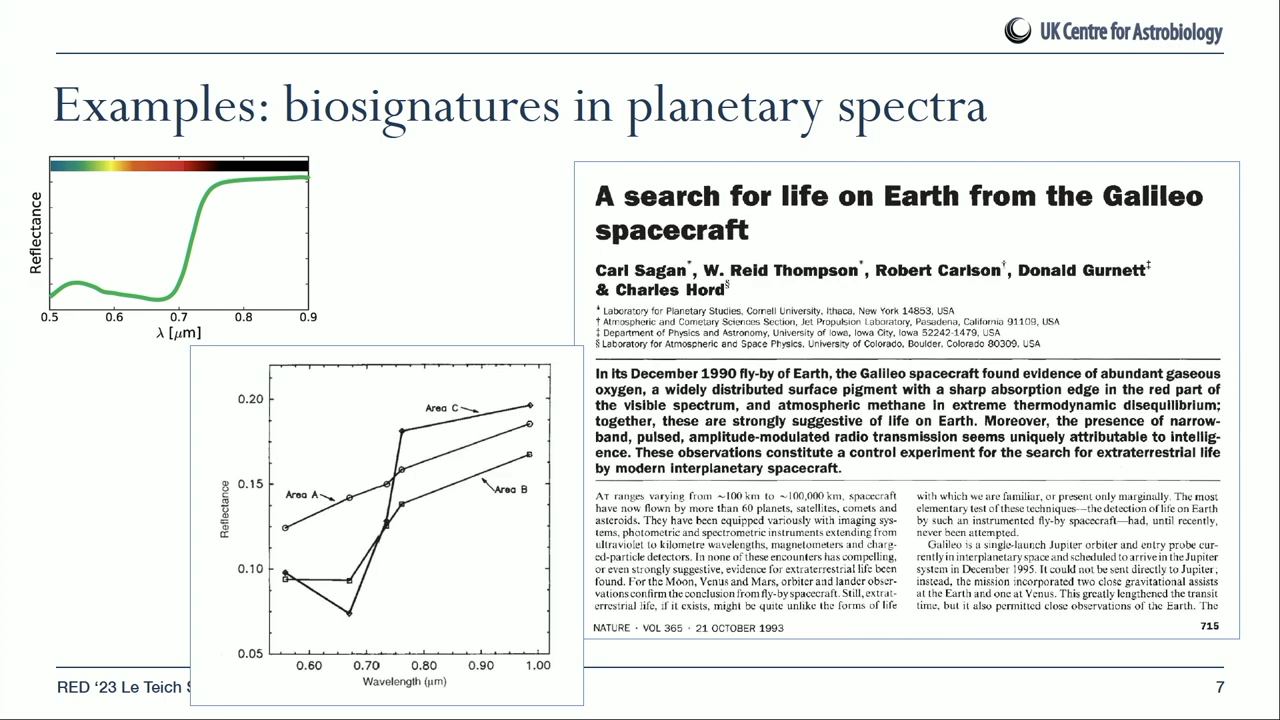 UK Centre for Astrobiology
Examples: biosignatures in planetary spectra
Reflectance
0.5 0.6 0.7 0.8 0.9
λ [μm]
0.20
0.15
0.10
0.05
Reflectance
Area C
Area A
Area B
0.60 0.70 0.80 0.90 1.00
Wavelength (μm)
A search for life on Earth from the Galileo
spacecraft
Carl Sagan*, W. Reid Thompson*, Robert Carlson†, Donald Gurnett‡
& Charles Hord§
* Laboratory for Planetary Studies, Cornell University, Ithaca, New York 14853, USA
† Atmospheric and Cometary Sciences Section, Jet Propulsion Laboratory, Pasadena, California 91109, USA
‡ Department of Physics and Astronomy, University of Iowa, Iowa City, Iowa 52242-1479, USA
§ Laboratory for Atmospheric and Space Physics, University of Colorado, Boulder, Colorado 80309, USA
In its December 1990 fly-by of Earth, the Galileo spacecraft found evidence of abundant gaseous
oxygen, a widely distributed surface pigment with a sharp absorption edge in the red part of
the visible spectrum, and atmospheric methane in extreme thermodynamic disequilibrium;
together, these are strongly suggestive of life on Earth. Moreover, the presence of narrow-
band, pulsed, amplitude-modulated radio transmission seems uniquely attributable to intellig-
ence. These observations constitute a control experiment for the search for extraterrestrial life
by modern interplanetary spacecraft.
AT ranges varying from ~100 km to ~100,000 km, spacecraft
have now flown by more than 60 planets, satellites, comets and
asteroids. They have been equipped variously with imaging sys-
tems, photometric and spectrometric instruments extending from
ultraviolet to kilometre wavelengths, magnetometers and charg-
ed-particle detectors. In none of these encounters has compelling,
or even strongly suggestive, evidence for extraterrestrial life been
found. For the Moon, Venus and Mars, orbiter and lander obser-
vations confirm the conclusion from fly-by spacecraft. Still, extrat-
errestrial life, if it exists, might be quite unlike the forms of life
with which we are familiar, or present only marginally. The most
elementary test of these techniques—the detection of life on Earth
by such an instrumented fly-by spacecraft—had, until recently,
never been attempted.
Galileo is a single-launch Jupiter orbiter and entry probe cur-
rently in interplanetary space and scheduled to arrive in the Jupiter
system in December 1995. It could not be sent directly to Jupiter;
instead, the mission incorporated two close gravitational assists
at the Earth and one at Venus. This greatly lengthened the transit
time, but it also permitted close observations of the Earth. The
NATURE · VOL 365 · 21 OCTOBER 1993
715
RED '23 Le Teich
7